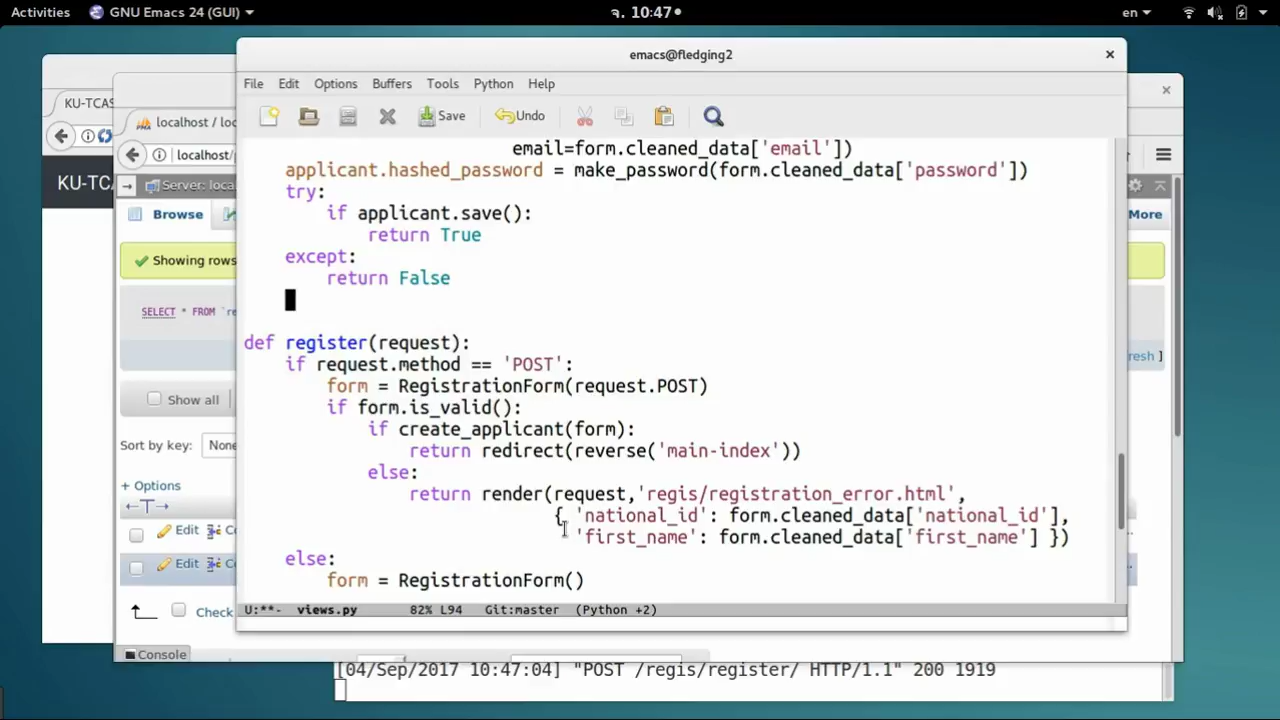 Activities GNU Emacs 24 (GUI) จ. 10:47 en
emacs@fledging2
File Edit Options Buffers Tools Python Help
Save Undo
KU-TCAS
localhost / loc
localhost/p
KU-T
Server: local
Browse
More
Showing rows
SELECT * FROM `re
resh ]
Show all
Sort by key: None
+ Options
Edit Co
Edit Co
Check
Console
email=form.cleaned_data['email'])
applicant.hashed_password = make_password(form.cleaned_data['password'])
try:
if applicant.save():
return True
except:
return False
def register(request):
if request.method == 'POST':
form = RegistrationForm(request.POST)
if form.is_valid():
if create_applicant(form):
return redirect(reverse('main-index'))
else:
return render(request,'regis/registration_error.html',
{ 'national_id': form.cleaned_data['national_id'],
'first_name': form.cleaned_data['first_name'] })
else:
form = RegistrationForm()
U:**- views.py 82% L94 Git:master (Python +2)
[04/Sep/2017 10:47:04] "POST /regis/register/ HTTP/1.1" 200 1919